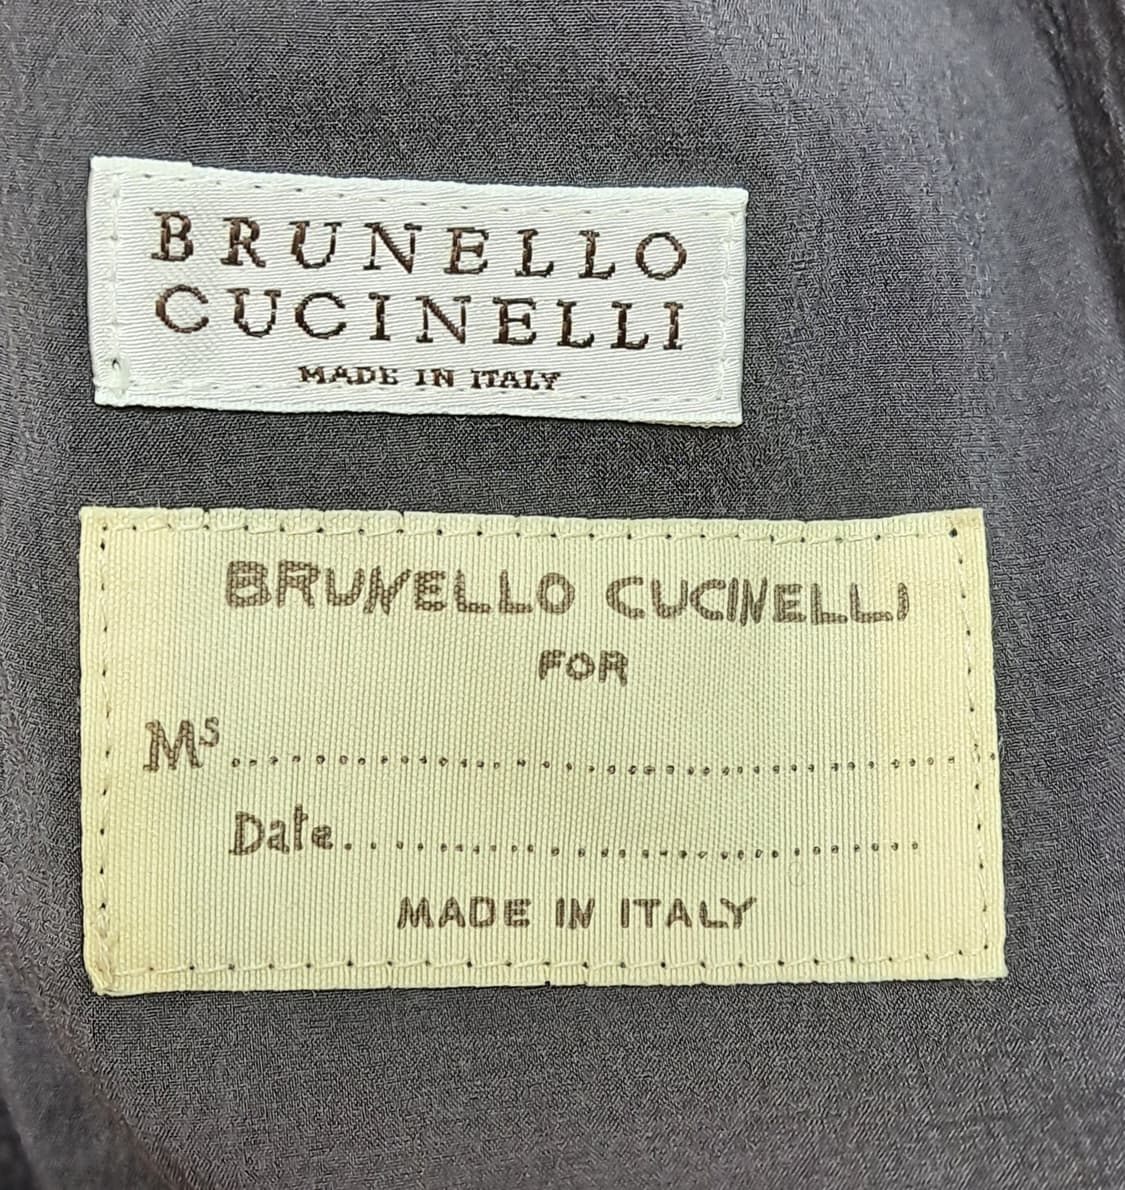 BRUNELLO
CUCINELLI
MADE IN ITALY
BRUNELLO CUCINELLI
FOR
Ms........................................
Date..............................
MADE IN ITALY